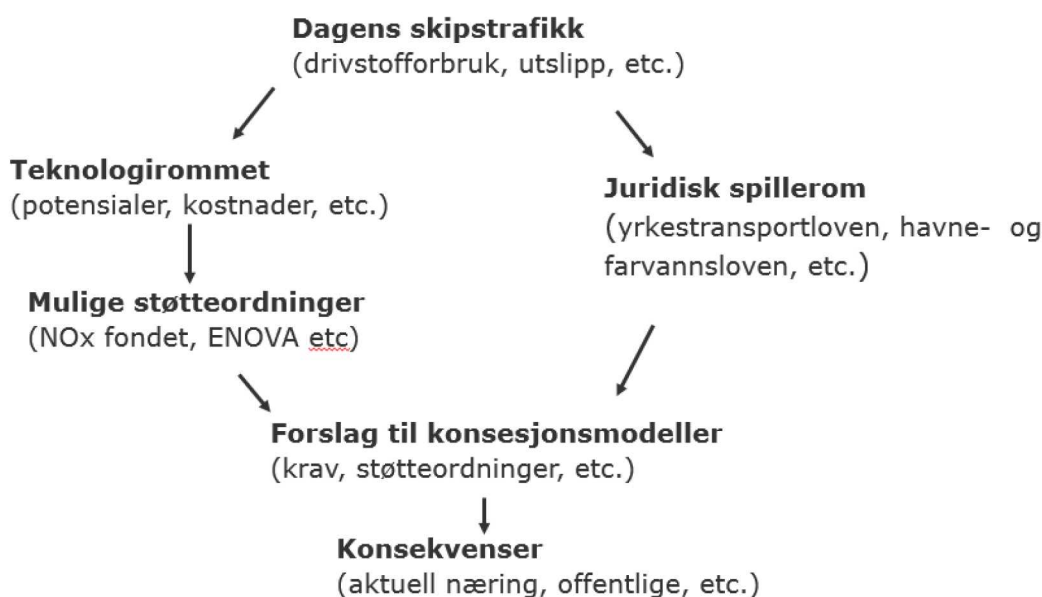 Dagens skipstrafikk
(drivstofforbruk, utslipp, etc.)
Teknologirommet
(potensialer, kostnader, etc.)
Juridisk spillerom
(yrkestransportloven, havne- og
farvannsloven, etc.)
Mulige støtteordninger
(NOx fondet, ENOVA etc)
Forslag til konsesjonsmodeller
(krav, støtteordninger, etc.)
Konsekvenser
(aktuell næring, offentlige, etc.)